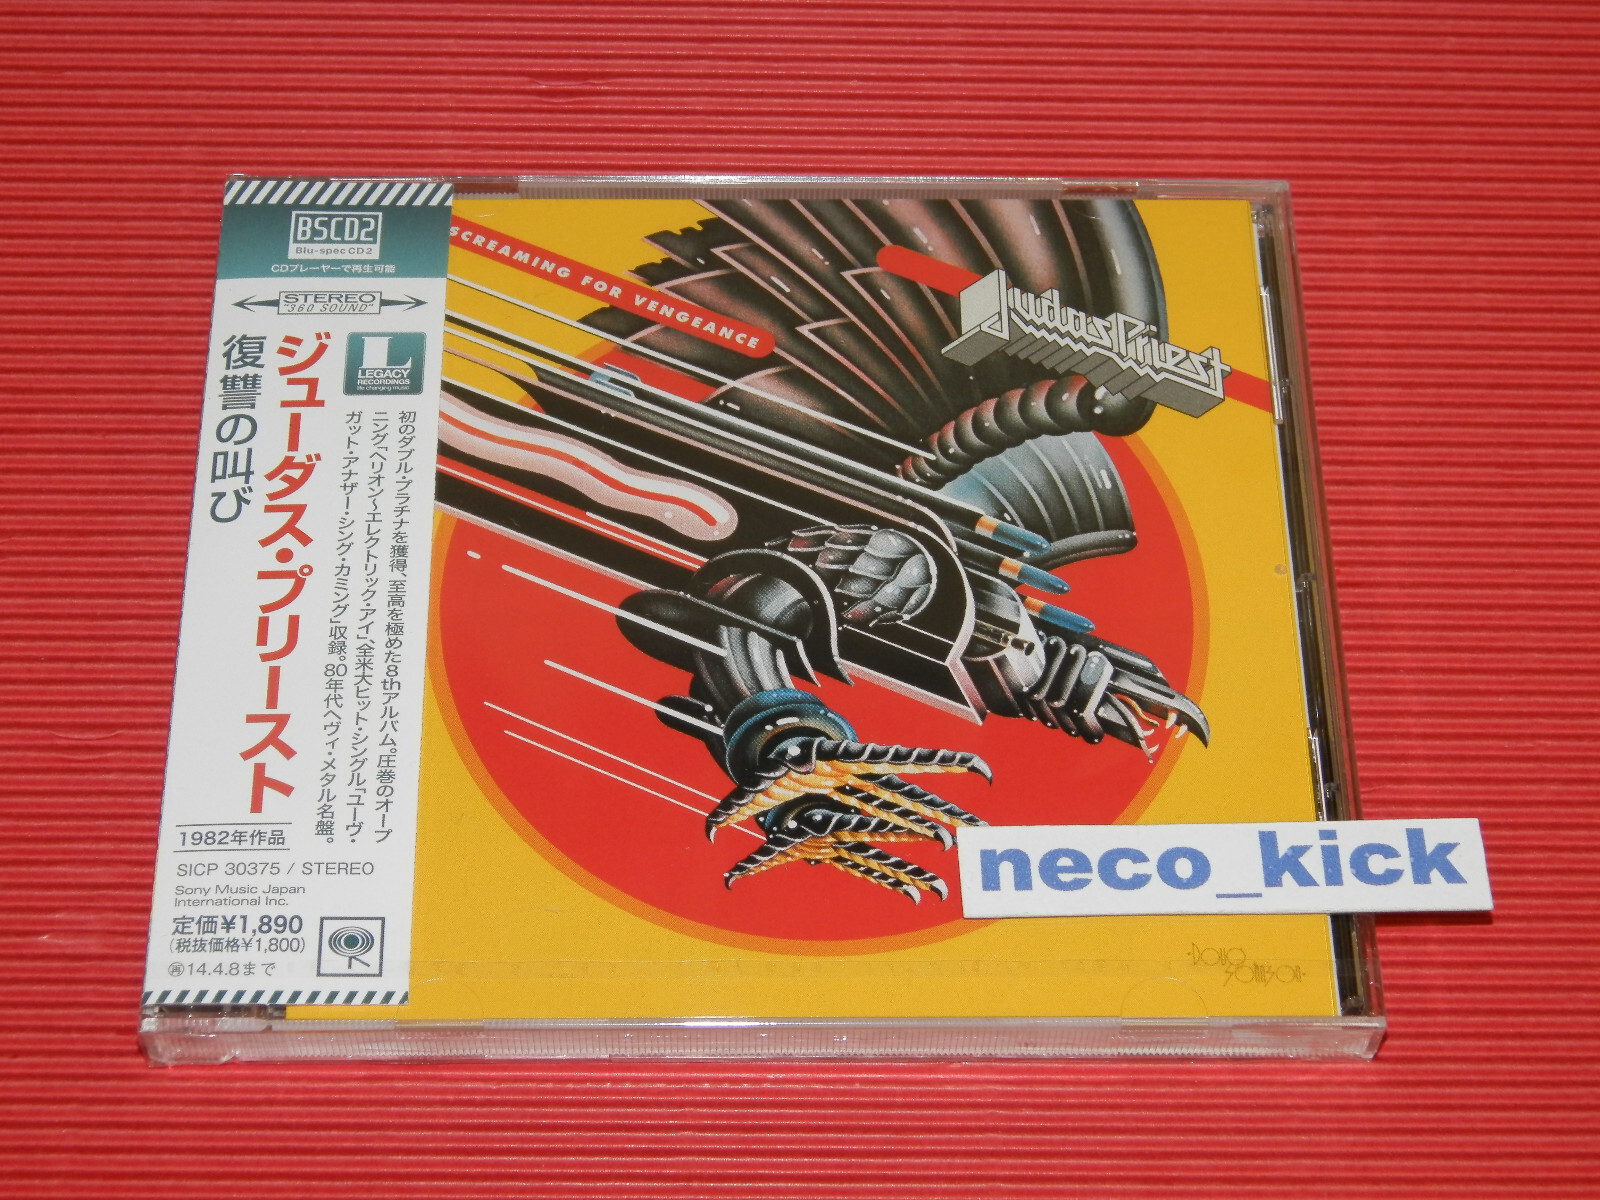 BSCD2
Blu-spec CD2
CDプレーヤーで再生可能
STEREO
"360 SOUND"
L
LEGACY
RECORDINGS
life changing music
ジューダス・プリースト
復讐の叫び
初のダブル・プラチナを獲得、至高を極めた8thアルバム。圧巻のオープ
ニング「ヘリオン〜エレクトリック・アイ」、全米大ヒット・シングル「ユーヴ・
ガット・アナザー・シング・カミング」収録。80年代ヘヴィ・メタル名盤。
1982年作品
SICP 30375 / STEREO
Sony Music Japan
International Inc.
定価¥1,890
(税抜価格¥1,800)
再14.4.8まで
SCREAMING FOR VENGEANCE
Judas Priest
neco_kick
·DOUG
JOHNSON·